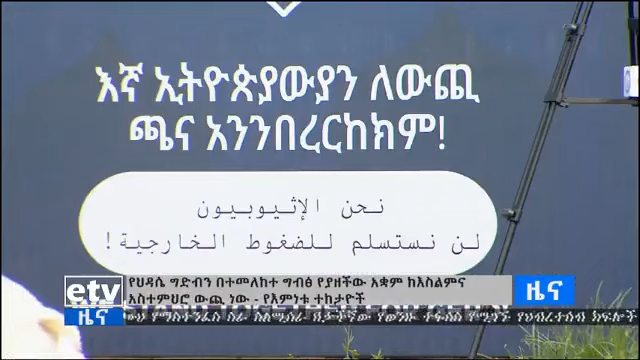 እኛ ኢትዮጵያውያን ለውጪ
ጫና አንንበረርከክም!
نحن الإثيوبيون
لن نستسلم للضغوط الخارجية!
የህዳሴ ግድብን በተመለከተ ግብፅ የያዘችው አቋም ከእስልምና
አስተምህሮ ውጪ ነው - የእምነቱ ተከታዮች
etv
ዜና
ዜና